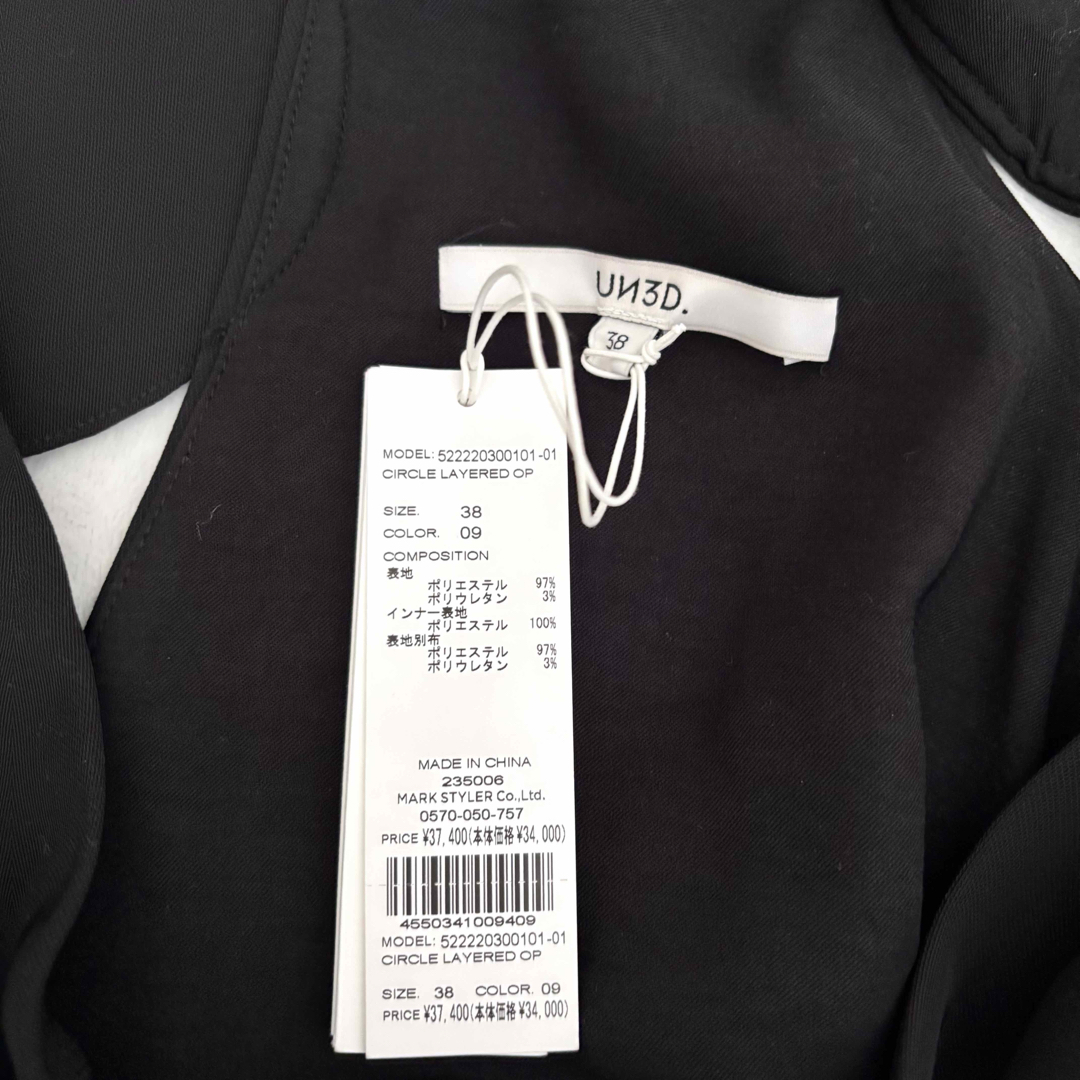 UИ3D.
38
MODEL: 522220300101-01
CIRCLE LAYERED OP
SIZE. 38
COLOR. 09
COMPOSITION
表地
ポリエステル 97%
ポリウレタン 3%
インナー表地
ポリエステル 100%
表地別布
ポリエステル 97%
ポリウレタン 3%
MADE IN CHINA
235006
MARK STYLER Co.,Ltd.
0570-050-757
PRICE ¥37,400(本体価格¥34,000)
4550341009409
MODEL: 522220300101-01
CIRCLE LAYERED OP
SIZE. 38 COLOR. 09
PRICE ¥37,400(本体価格¥34,000)